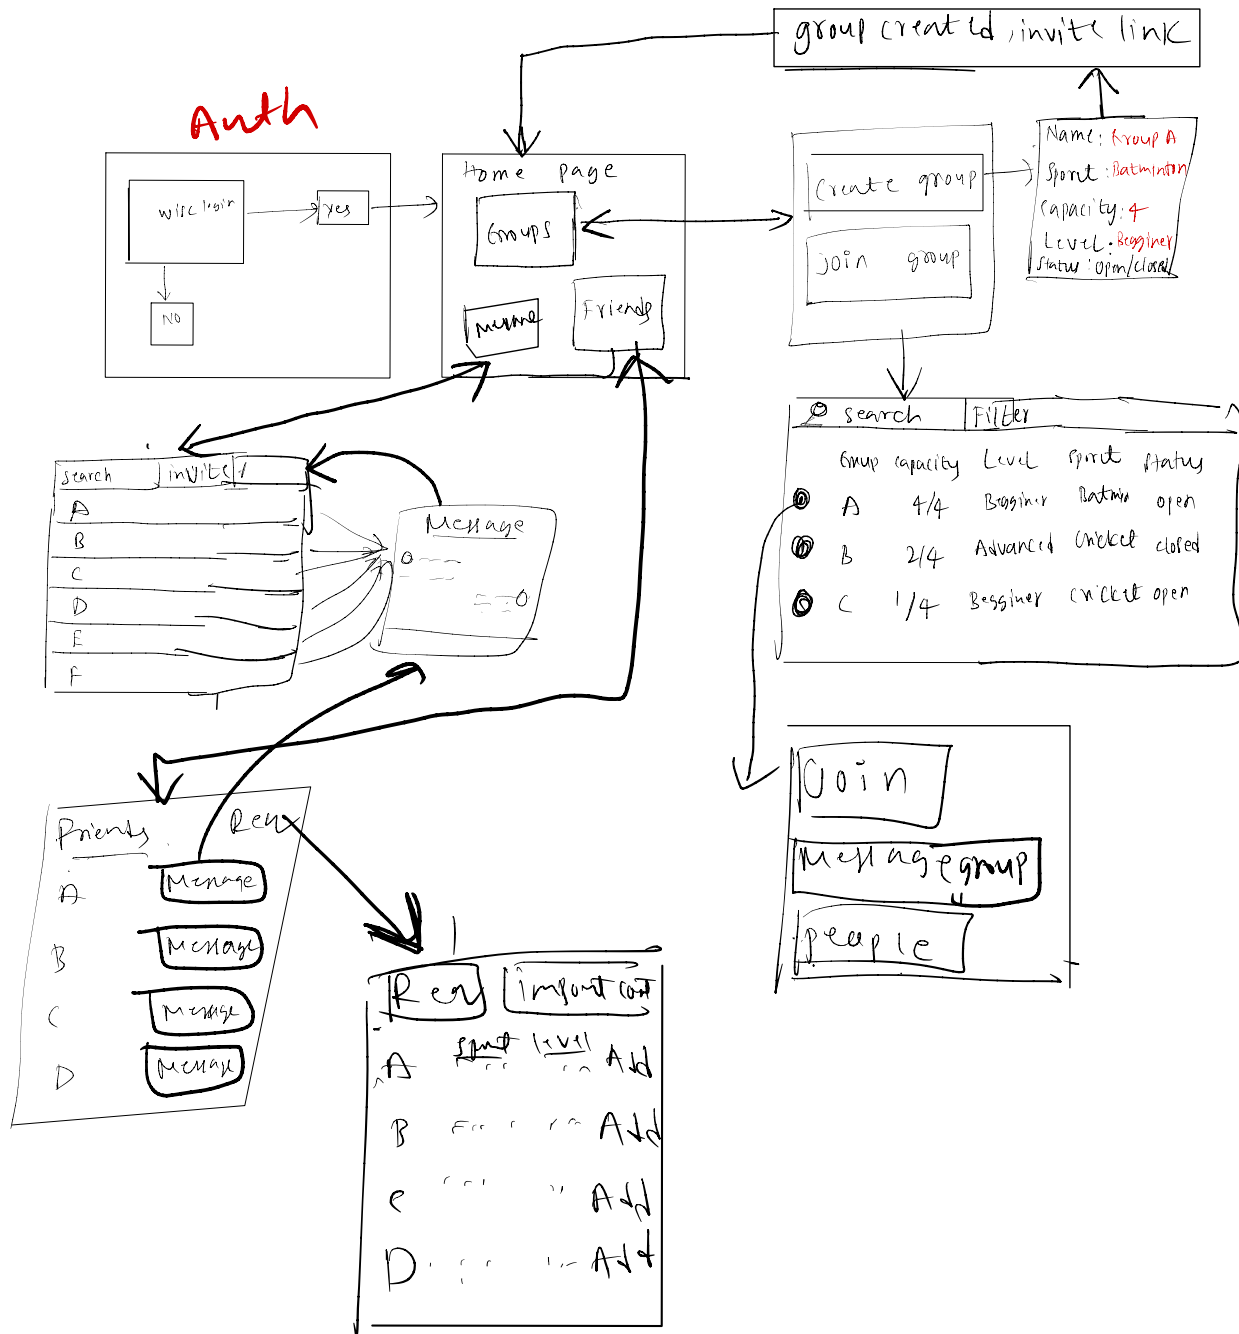 group created, invite link
Auth
wisc login
Yes
NO
Home page
Groups
Friends
Create group
join group
Name: Group A
Sport: Batminton
Capacity: 4
Level: Begginer
Status: open/closed
search Filter
Group capacity Level sport status
A 4/4 Begginer Batmin open
B 2/4 Advanced Cricket closed
C 1/4 Begginer Cricket open
search invite
A
B
C
D
E
F
Message
Join
Message group
people
Friends
A Message
B Message
C Message
D Message
import cont
sport level
A Add
B Add
C Add
D Add